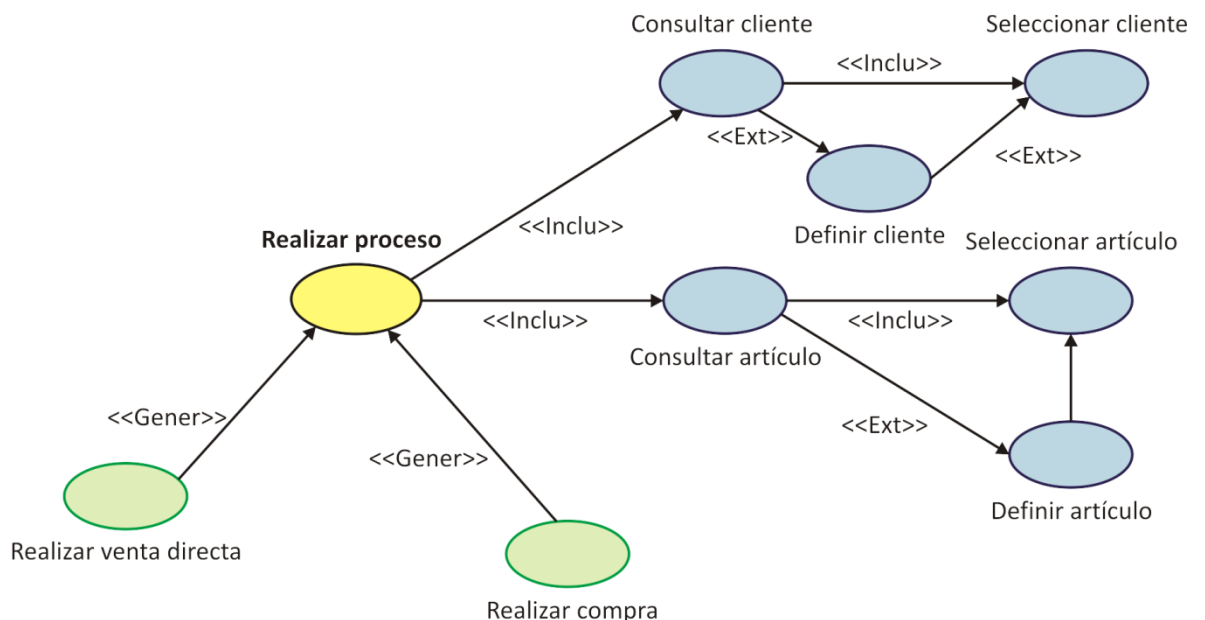 Consultar cliente
Seleccionar cliente
<<Inclu>>
<<Ext>>
<<Ext>>
<<Inclu>>
Definir cliente
Realizar proceso
Seleccionar artículo
<<Inclu>>
<<Inclu>>
Consultar artículo
<<Gener>>
<<Ext>>
<<Gener>>
Definir artículo
Realizar venta directa
Realizar compra